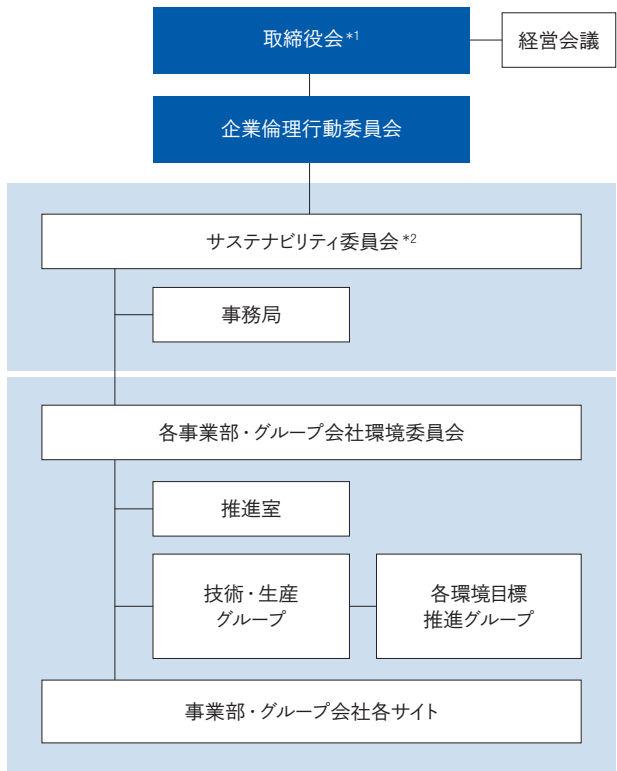 取締役会*1
経営会議
企業倫理行動委員会
サステナビリティ委員会*2
事務局
各事業部・グループ会社環境委員会
推進室
技術・生産
グループ
各環境目標
推進グループ
事業部・グループ会社各サイト